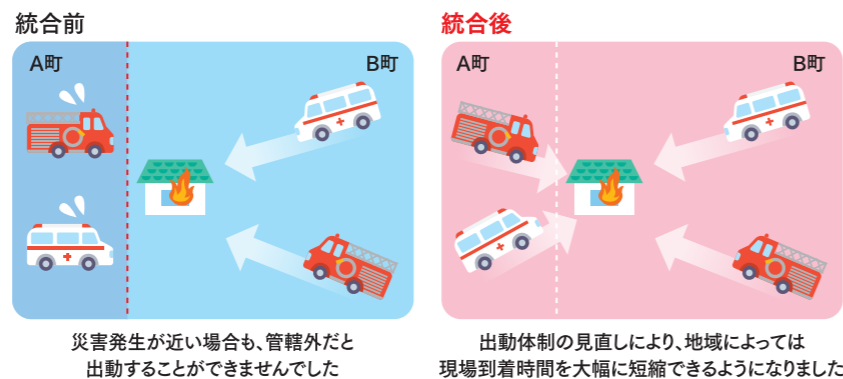 統合前
A町
B町
災害発生が近い場合も、管轄外だと
出動することができませんでした
統合後
A町
B町
出動体制の見直しにより、地域によっては
現場到着時間を大幅に短縮できるようになりました